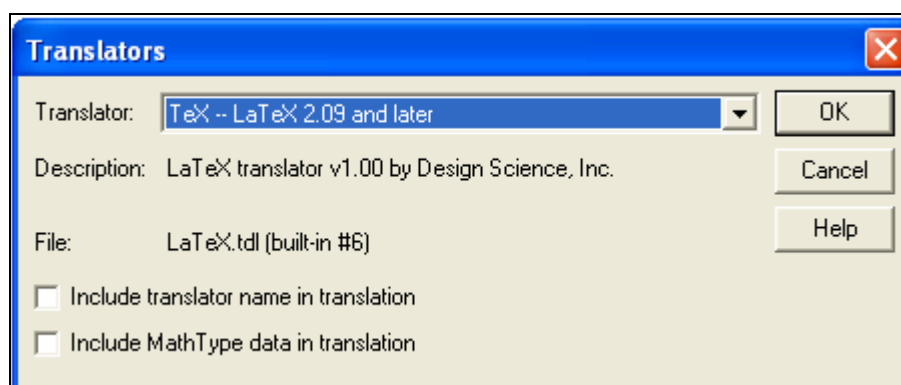 Translators
Translator: TeX -- LaTeX 2.09 and later OK
Description: LaTeX translator v1.00 by Design Science, Inc. Cancel
File: LaTeX.tdl (built-in #6) Help
Include translator name in translation
Include MathType data in translation